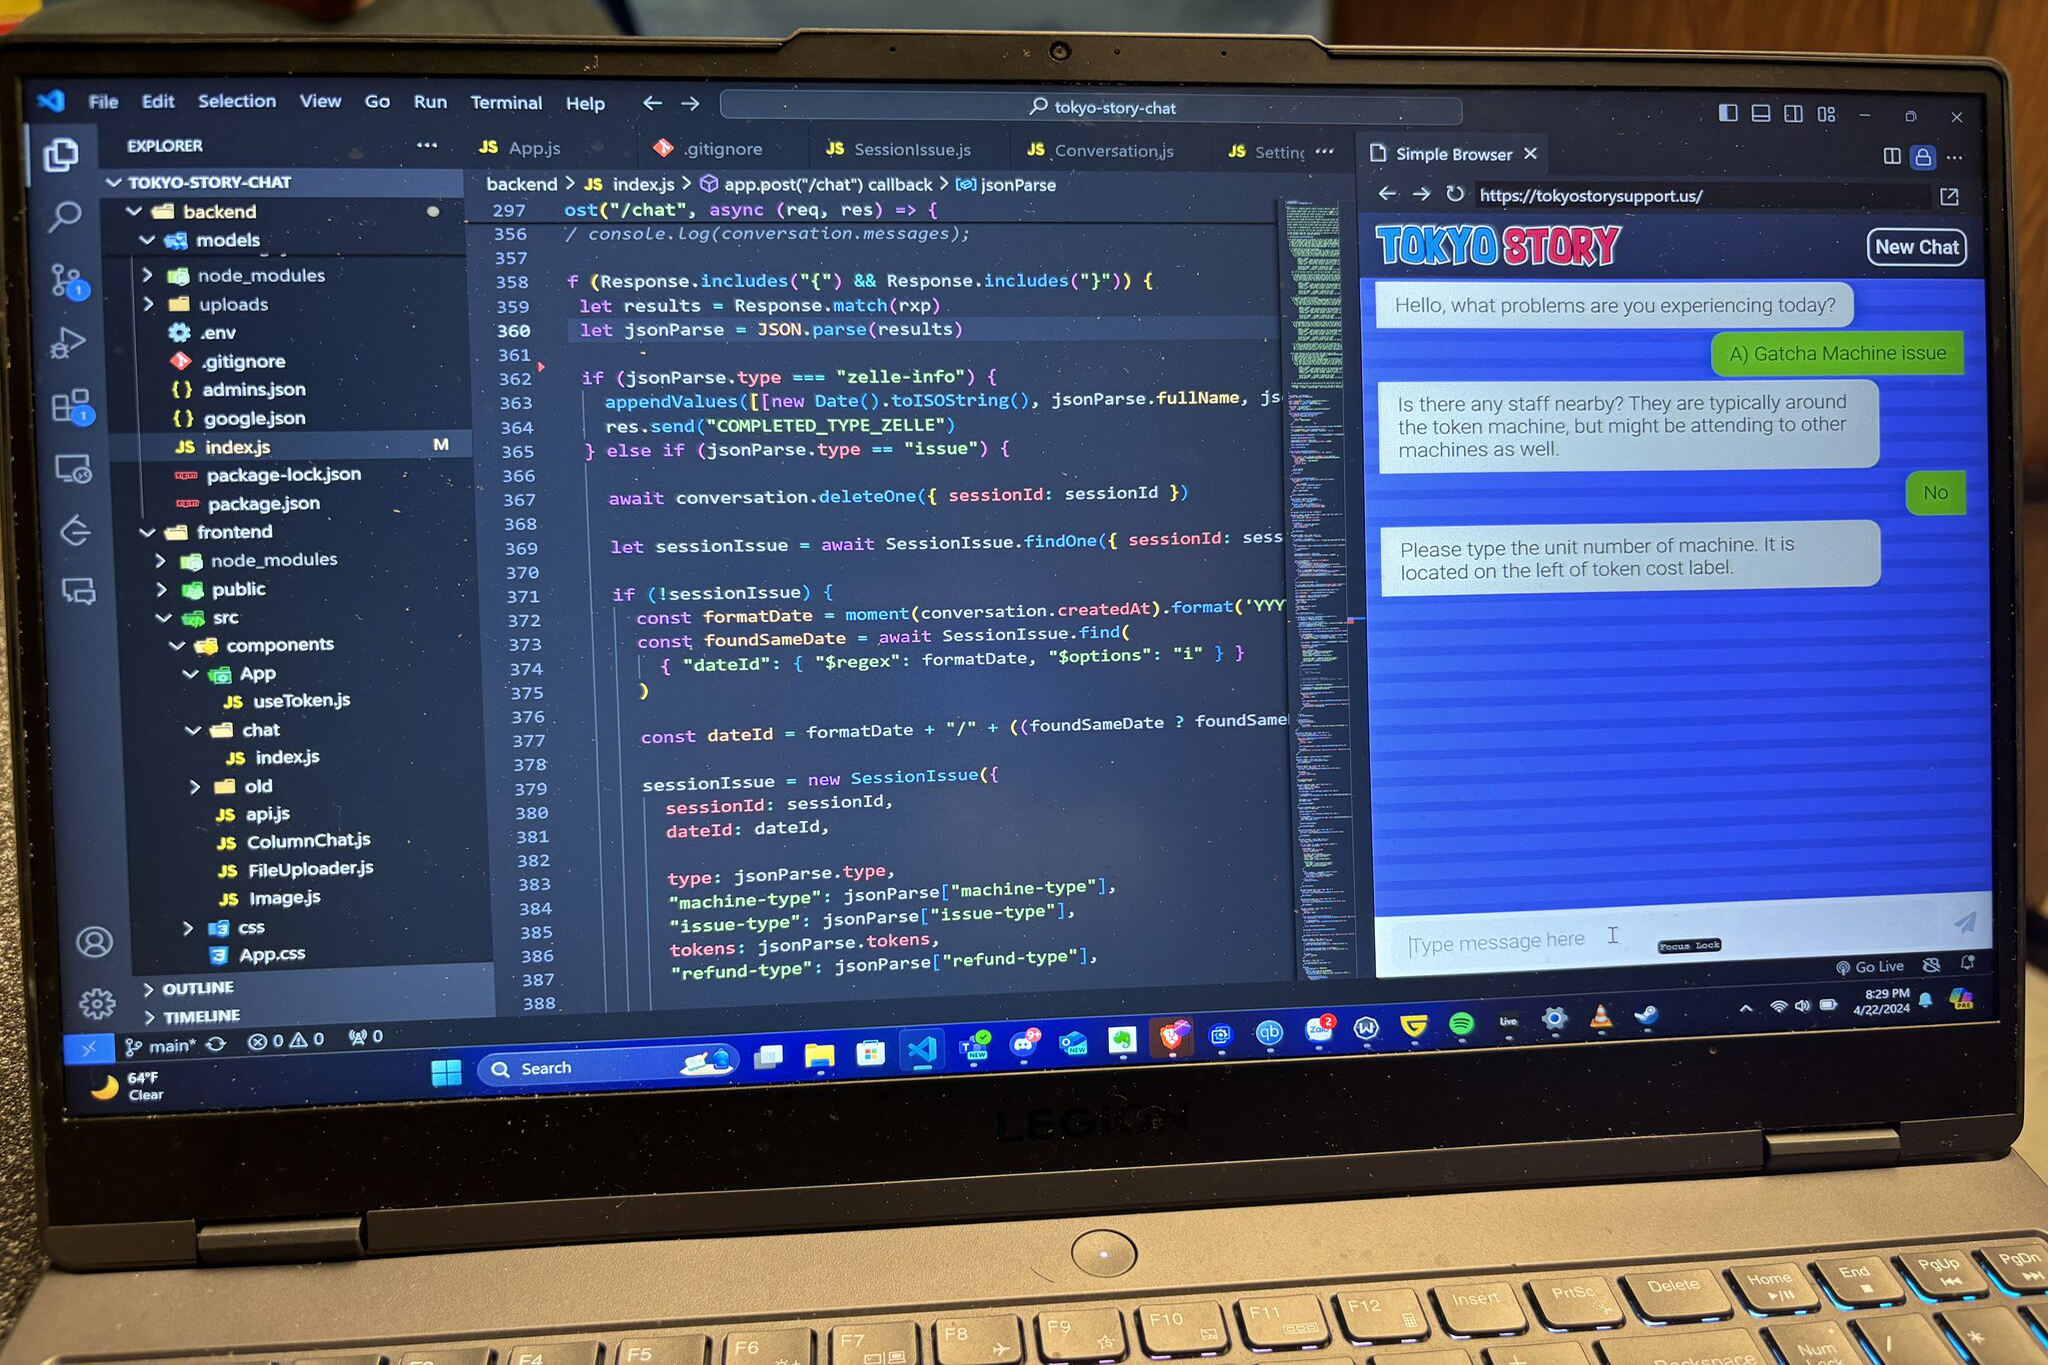 File Edit Selection View Go Run Terminal Help
tokyo-story-chat
EXPLORER
TOKYO-STORY-CHAT
backend
models
node_modules
uploads
.env
.gitignore
admins.json
google.json
index.js M
package-lock.json
package.json
frontend
node_modules
public
src
components
App
JS useToken.js
chat
JS index.js
old
JS api.js
JS ColumnChat.js
JS FileUploader.js
JS Image.js
css
App.css
OUTLINE
TIMELINE
JS App.js .gitignore JS SessionIssue.js JS Conversation.js JS Setting
backend > JS index.js > app.post("/chat") callback > jsonParse
297 ost("/chat", async (req, res) => {
356 / console.log(conversation.messages);
357
358 f (Response.includes("{") && Response.includes("}")) {
359 let results = Response.match(rxp)
360 let jsonParse = JSON.parse(results)
361
362 if (jsonParse.type === "zelle-info") {
363 appendValues([[new Date().toISOString(), jsonParse.fullName, js
364 res.send("COMPLETED_TYPE_ZELLE")
365 } else if (jsonParse.type == "issue") {
366
367 await conversation.deleteOne({ sessionId: sessionId })
368
369 let sessionIssue = await SessionIssue.findOne({ sessionId: sess
370
371 if (!sessionIssue) {
372 const formatDate = moment(conversation.createdAt).format('YYY
373 const foundSameDate = await SessionIssue.find(
374 { "dateId": { "$regex": formatDate, "$options": "i" } }
375 )
376
377 const dateId = formatDate + "/" + ((foundSameDate ? foundSame
378
379 sessionIssue = new SessionIssue({
380 sessionId: sessionId,
381 dateId: dateId,
382
383 type: jsonParse.type,
384 "machine-type": jsonParse["machine-type"],
385 "issue-type": jsonParse["issue-type"],
386 tokens: jsonParse.tokens,
387 "refund-type": jsonParse["refund-type"],
388
Simple Browser
https://tokyostorysupport.us/
TOKYO STORY
New Chat
Hello, what problems are you experiencing today?
A) Gatcha Machine issue
Is there any staff nearby? They are typically around
the token machine, but might be attending to other
machines as well.
No
Please type the unit number of machine. It is
located on the left of token cost label.
Type message here
Focus Lock
Go Live
main* 0 0 0
64°F
Clear
Search
8:29 PM
4/22/2024
LEGION
F4 F5 F6 F7 F8 F9 F10 F11 F12 Insert PrtSc Delete Home End PgUp PgDn
Backspace
Num
Lock
/
*